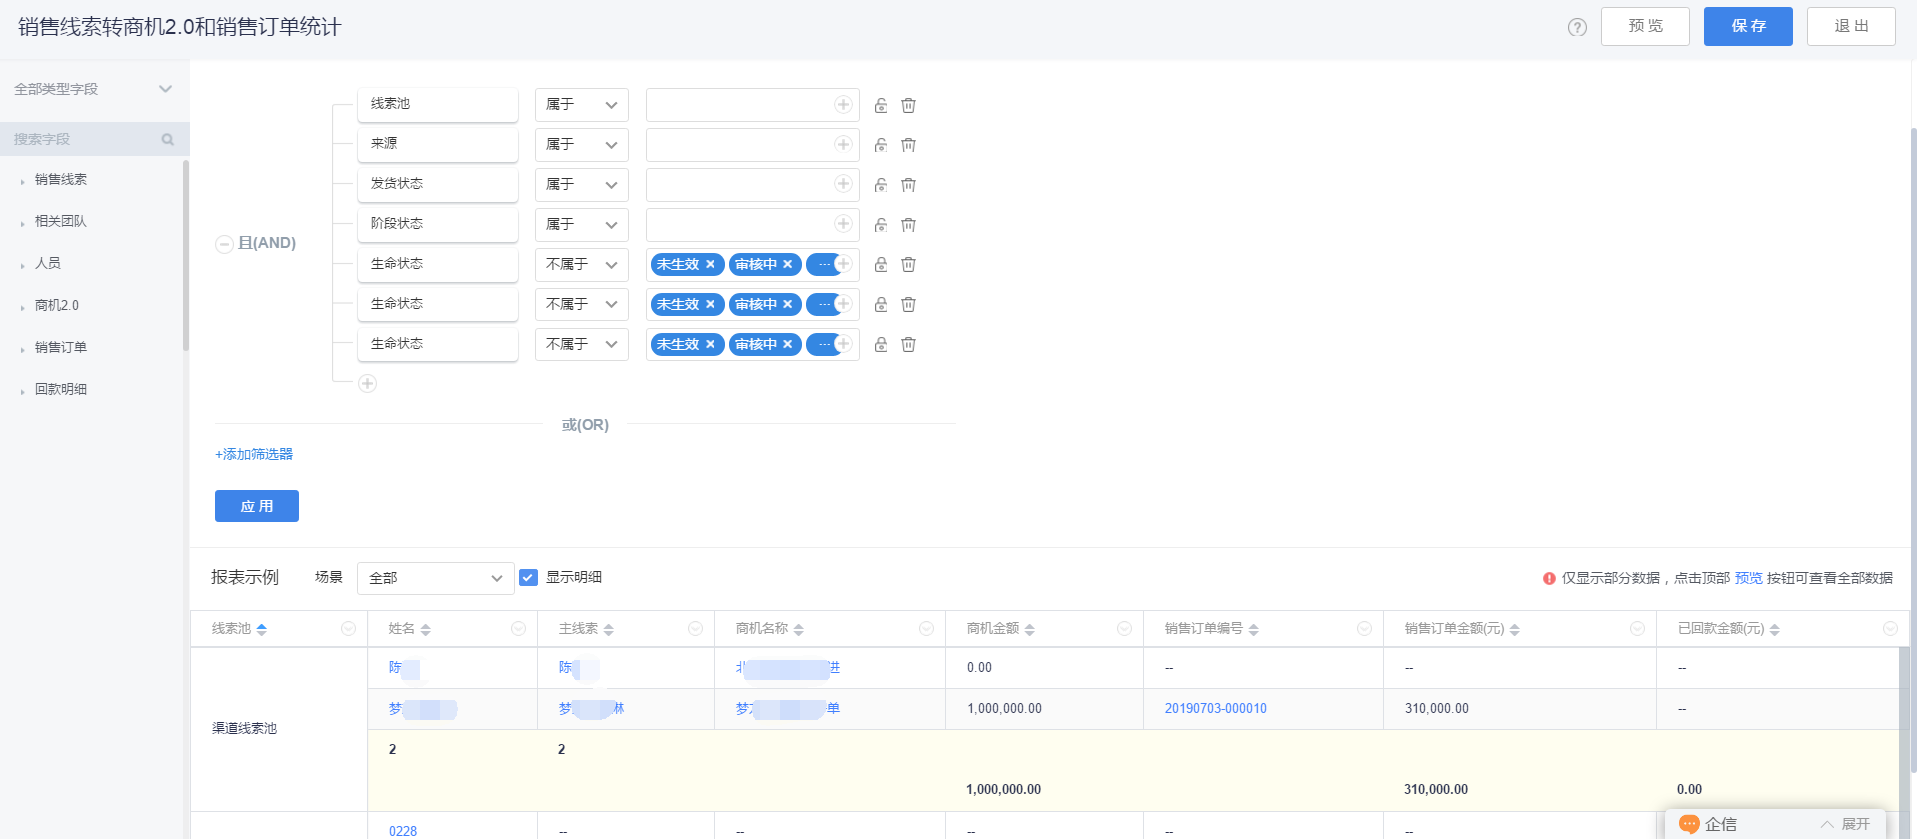 销售线索转商机2.0和销售订单统计
预 览
保 存
退 出
全部类型字段
搜索字段
销售线索
相关团队
人员
商机2.0
销售订单
回款明细
且(AND)
线索池 属于
来源 属于
发货状态 属于
阶段状态 属于
生命状态 不属于 未生效 × 审核中 × ...
生命状态 不属于 未生效 × 审核中 × ...
生命状态 不属于 未生效 × 审核中 × ...
或(OR)
+添加筛选器
应 用
报表示例 场景 全部 显示明细
仅显示部分数据，点击顶部 预览 按钮可查看全部数据
线索池 姓名 主线索 商机名称 商机金额 销售订单编号 销售订单金额(元) 已回款金额(元)
陈 陈 北 进 0.00 -- -- --
渠道线索池
梦 梦 琳 梦 单 1,000,000.00 20190703-000010 310,000.00 --
2 2
1,000,000.00 310,000.00 0.00
0228 -- -- -- -- --
企信 展开